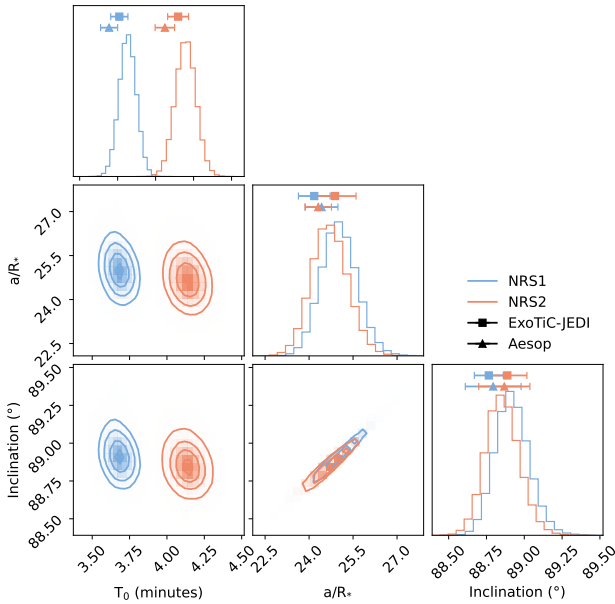 27.0
25.5
24.0
22.5
a/R*
NRS1
NRS2
ExoTiC-JEDI
Aesop
89.50
89.25
89.00
88.75
88.50
Inclination (°)
3.50 3.75 4.00 4.25 4.50
22.5 24.0 25.5 27.0
88.50 88.75 89.00 89.25 89.50
T₀ (minutes)
a/R*
Inclination (°)